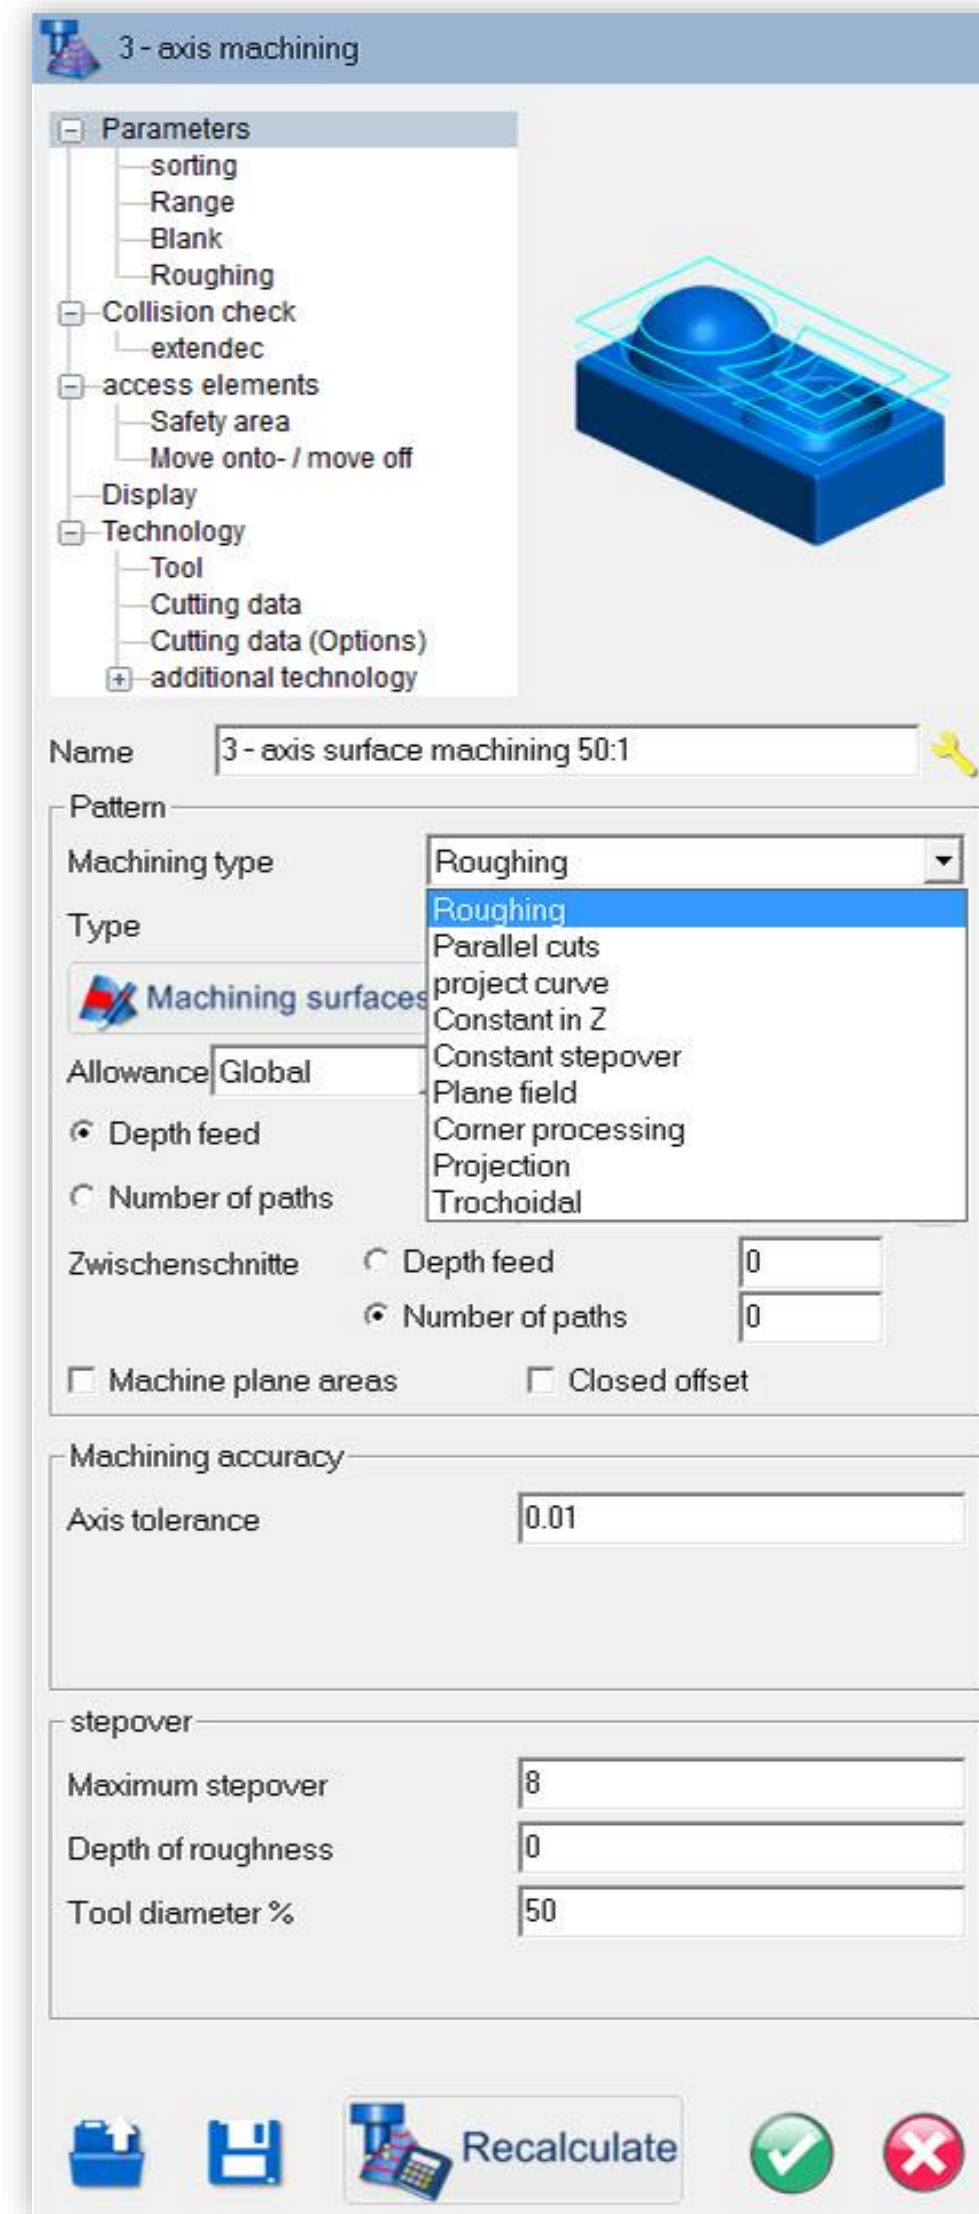 3 - axis machining
Parameters
sorting
Range
Blank
Roughing
Collision check
extendec
access elements
Safety area
Move onto- / move off
Display
Technology
Tool
Cutting data
Cutting data (Options)
additional technology
Name 3 - axis surface machining 50:1
Pattern
Machining type Roughing
Type
Roughing
Parallel cuts
project curve
Constant in Z
Constant stepover
Plane field
Corner processing
Projection
Trochoidal
Machining surfaces
Allowance Global
Depth feed
Number of paths
Zwischenschnitte Depth feed 0
Number of paths 0
Machine plane areas Closed offset
Machining accuracy
Axis tolerance 0.01
stepover
Maximum stepover 8
Depth of roughness 0
Tool diameter % 50
Recalculate